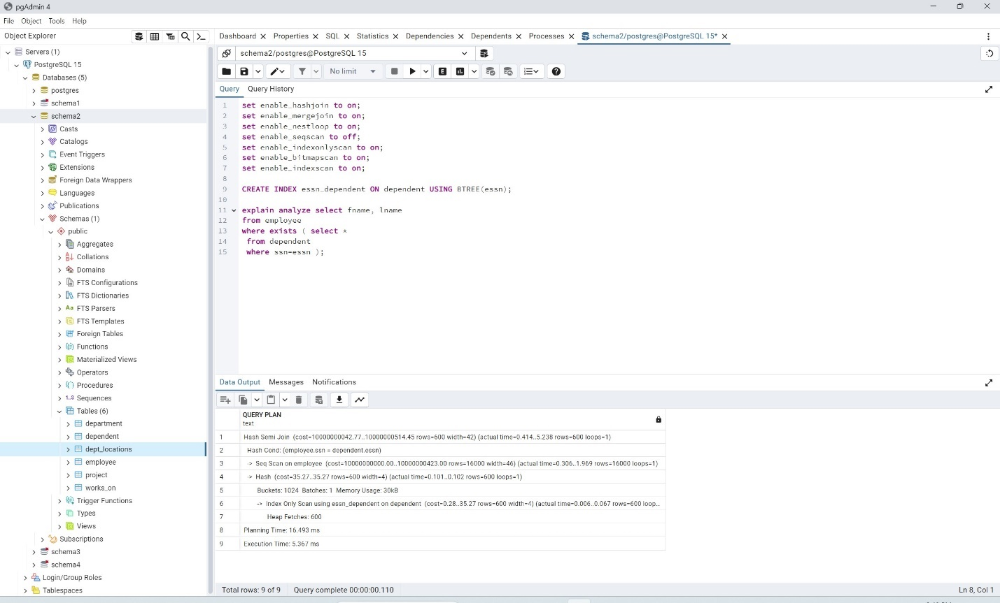 pgAdmin 4
File Object Tools Help
Object Explorer
Dashboard Properties SQL Statistics Dependencies Dependents Processes schema2/postgres@PostgreSQL 15*
Servers (1)
PostgreSQL 15
Databases (5)
postgres
schema1
schema2
Casts
Catalogs
Event Triggers
Extensions
Foreign Data Wrappers
Languages
Publications
Schemas (1)
public
Aggregates
Collations
Domains
FTS Configurations
FTS Dictionaries
Aa FTS Parsers
FTS Templates
Foreign Tables
Functions
Materialized Views
Operators
Procedures
1..3 Sequences
Tables (6)
department
dependent
dept_locations
employee
project
works_on
Trigger Functions
Types
Views
Subscriptions
schema3
schema4
Login/Group Roles
Tablespaces
schema2/postgres@PostgreSQL 15
No limit
E
Query Query History
1 set enable_hashjoin to on;
2 set enable_mergejoin to on;
3 set enable_nestloop to on;
4 set enable_seqscan to off;
5 set enable_indexonlyscan to on;
6 set enable_bitmapscan to on;
7 set enable_indexscan to on;
8
9 CREATE INDEX essn_dependent ON dependent USING BTREE(essn);
10
11 explain analyze select fname, lname
12 from employee
13 where exists ( select *
14 from dependent
15 where ssn=essn );
Data Output Messages Notifications
QUERY PLAN
text
1 Hash Semi Join (cost=10000000042.77..10000000514.45 rows=600 width=42) (actual time=0.414..5.238 rows=600 loops=1)
2 Hash Cond: (employee.ssn = dependent.essn)
3 -> Seq Scan on employee (cost=10000000000.00..10000000423.00 rows=16000 width=46) (actual time=0.306..1.969 rows=16000 loops=1)
4 -> Hash (cost=35.27..35.27 rows=600 width=4) (actual time=0.101..0.102 rows=600 loops=1)
5 Buckets: 1024 Batches: 1 Memory Usage: 30kB
6 -> Index Only Scan using essn_dependent on dependent (cost=0.28..35.27 rows=600 width=4) (actual time=0.006..0.067 rows=600 loop...
7 Heap Fetches: 600
8 Planning Time: 16.493 ms
9 Execution Time: 5.367 ms
Total rows: 9 of 9 Query complete 00:00:00.110
Ln 8, Col 1